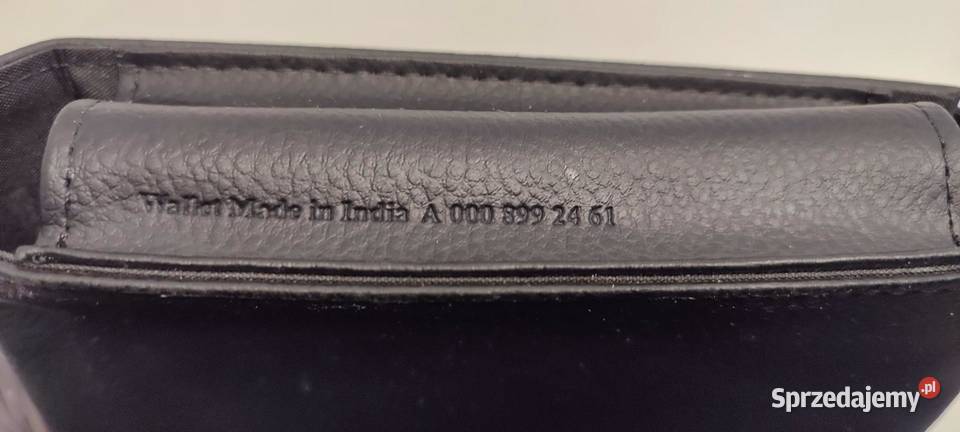 Wallet Made in India A 000 899 24 61
Sprzedajemy.pl